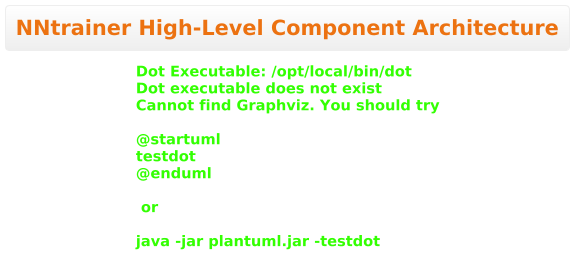 NNtrainer High-Level Component Architecture
Dot Executable: /opt/local/bin/dot
Dot executable does not exist
Cannot find Graphviz. You should try
@startuml
testdot
@enduml
or
java -jar plantuml.jar -testdot